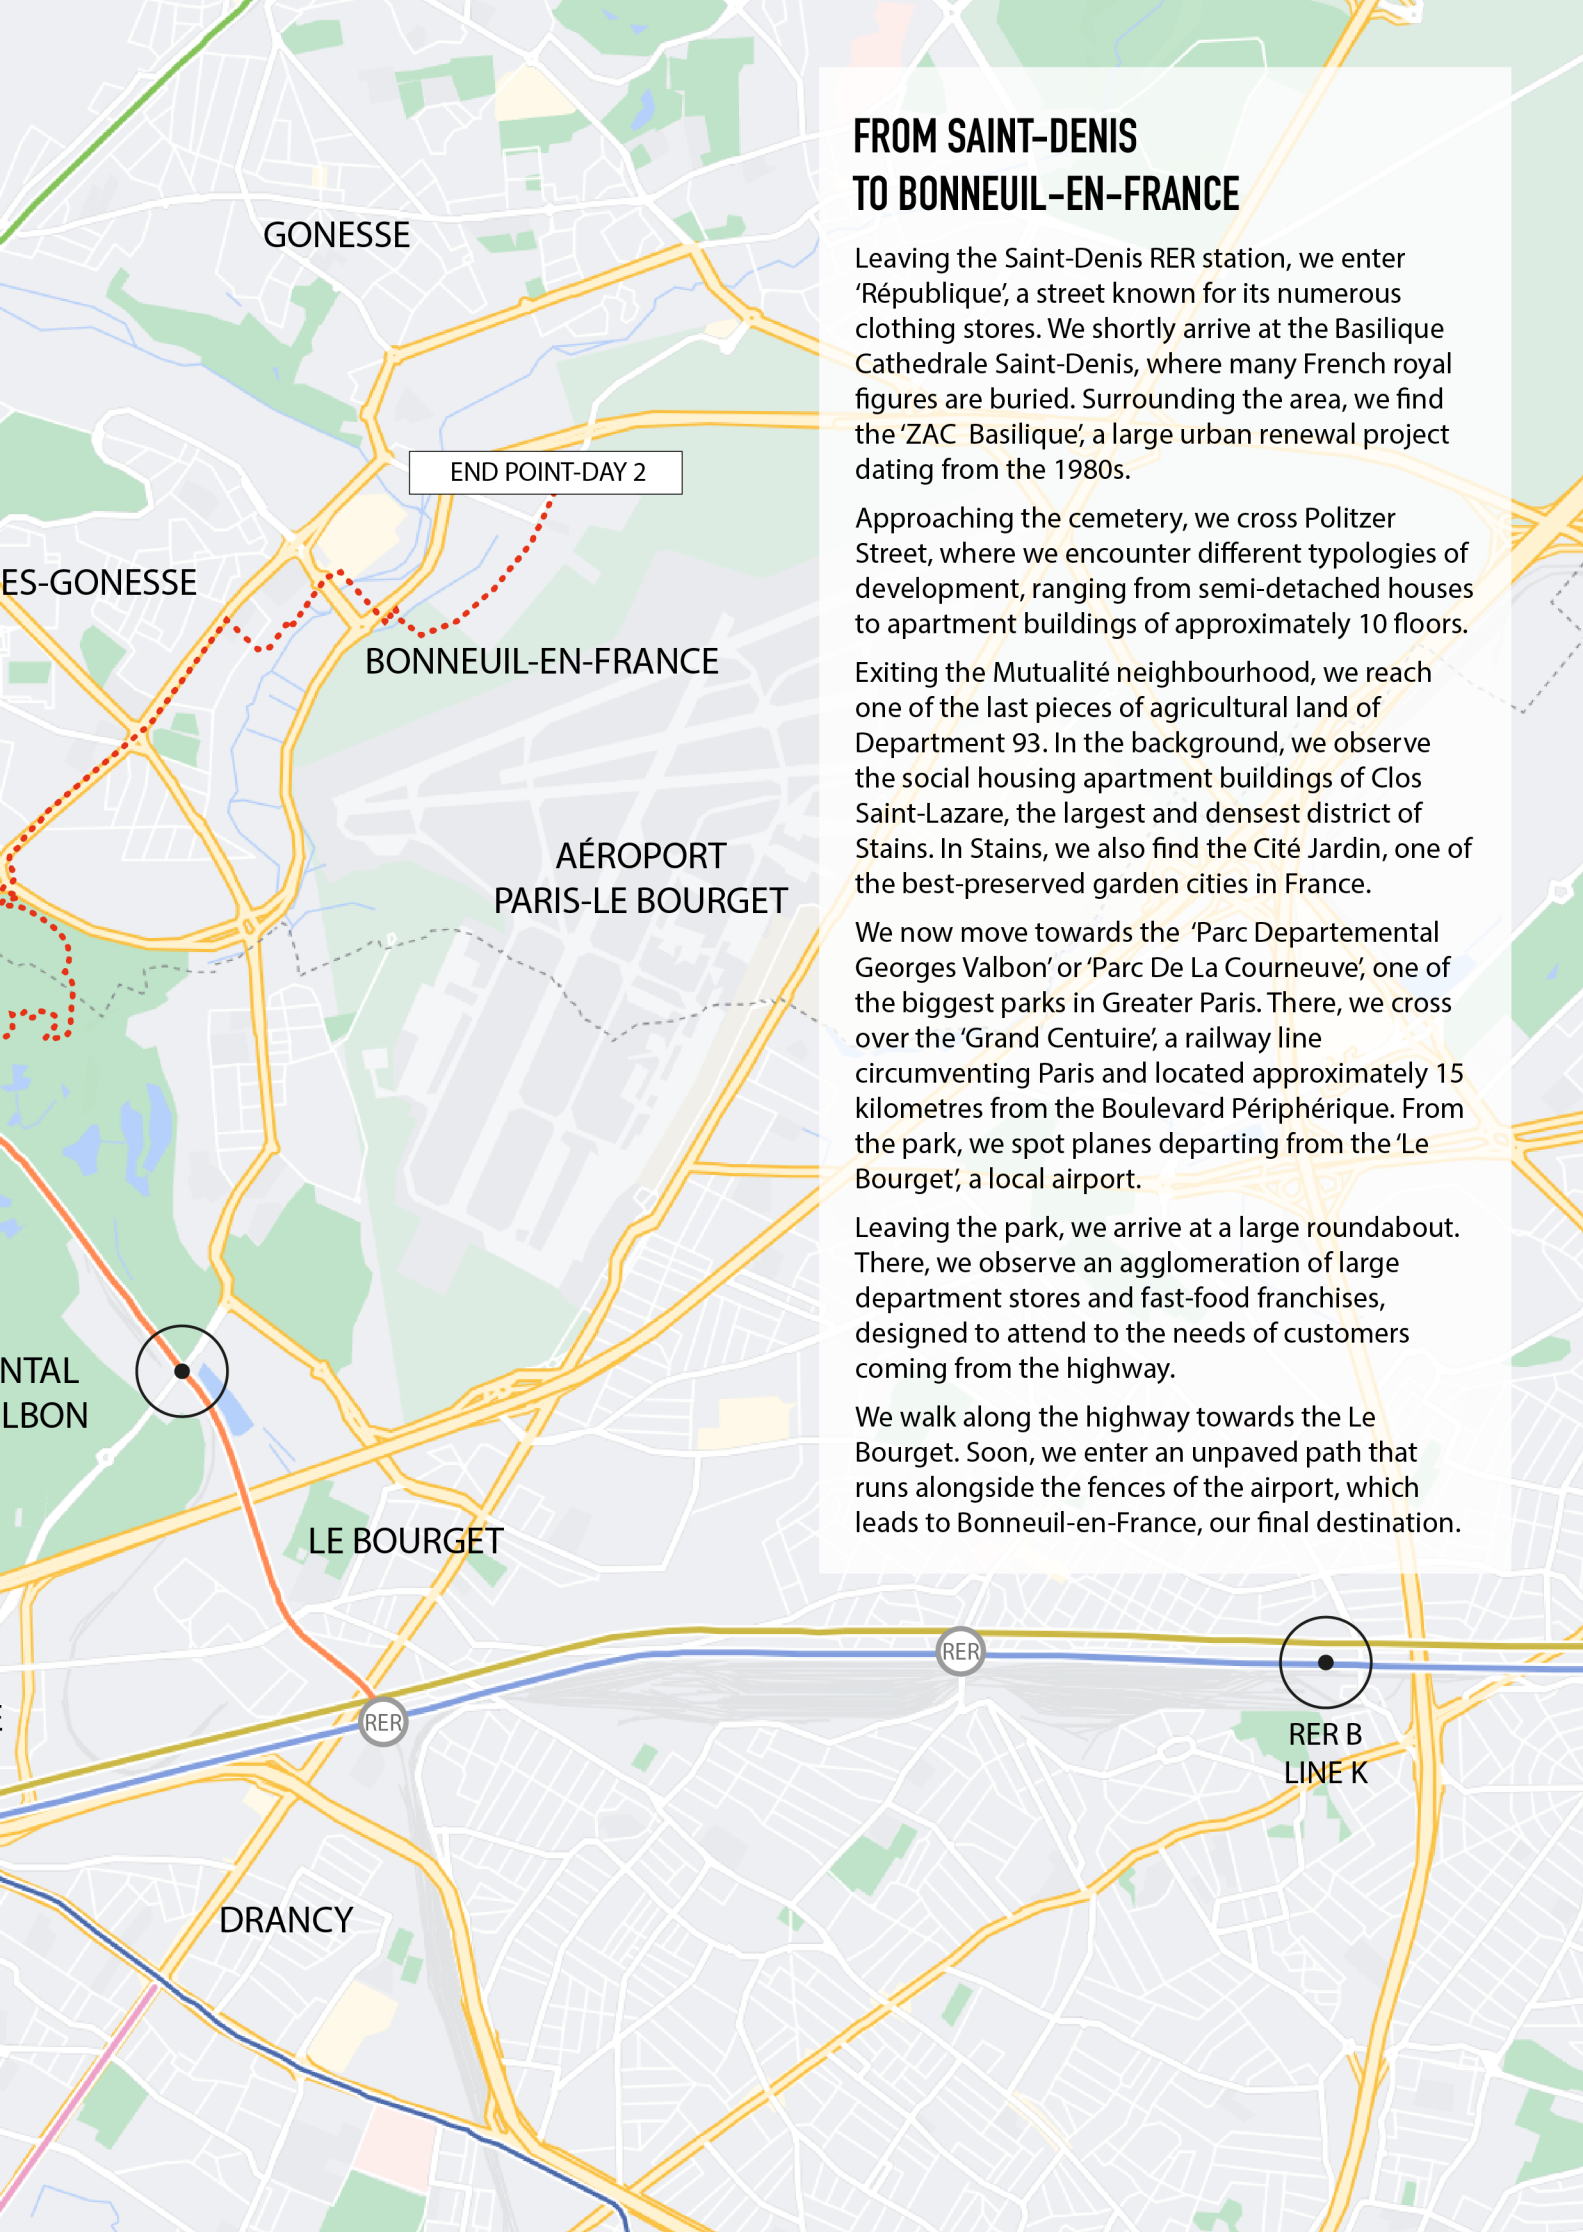 FROM SAINT-DENIS
TO BONNEUIL-EN-FRANCE
Leaving the Saint-Denis RER station, we enter
‘République’, a street known for its numerous
clothing stores. We shortly arrive at the Basilique
Cathedrale Saint-Denis, where many French royal
figures are buried. Surrounding the area, we find
the ‘ZAC  Basilique’, a large urban renewal project
dating from the 1980s.
Approaching the cemetery, we cross Politzer
Street, where we encounter different typologies of
development, ranging from semi-detached houses
to apartment buildings of approximately 10 floors.
Exiting the Mutualité neighbourhood, we reach
one of the last pieces of agricultural land of
Department 93. In the background, we observe
the social housing apartment buildings of Clos
Saint-Lazare, the largest and densest district of
Stains. In Stains, we also find the Cité Jardin, one of
the best-preserved garden cities in France.
We now move towards the  ‘Parc Departemental
Georges Valbon’ or ‘Parc De La Courneuve’, one of
the biggest parks in Greater Paris. There, we cross
over the ‘Grand Centuire’, a railway line
circumventing Paris and located approximately 15
kilometres from the Boulevard Périphérique. From
the park, we spot planes departing from the ‘Le
Bourget’, a local airport.
Leaving the park, we arrive at a large roundabout.
There, we observe an agglomeration of large
department stores and fast-food franchises,
designed to attend to the needs of customers
coming from the highway.
We walk along the highway towards the Le
Bourget. Soon, we enter an unpaved path that
runs alongside the fences of the airport, which
leads to Bonneuil-en-France, our final destination.
GONESSE
END POINT-DAY 2
ES-GONESSE
BONNEUIL-EN-FRANCE
AÉROPORT
PARIS-LE BOURGET
NTAL
LBON
LE BOURGET
RER
RER
RER B
LINE K
DRANCY